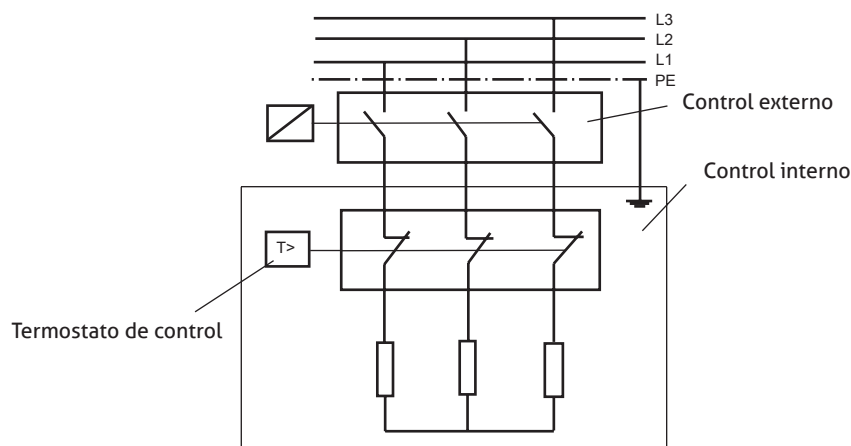 L3
L2
L1
PE
Control externo
Control interno
T>
Termostato de control